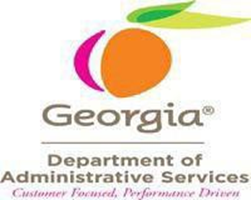 Georgia®
Department of
Administrative Services
Customer Focused, Performance Driven